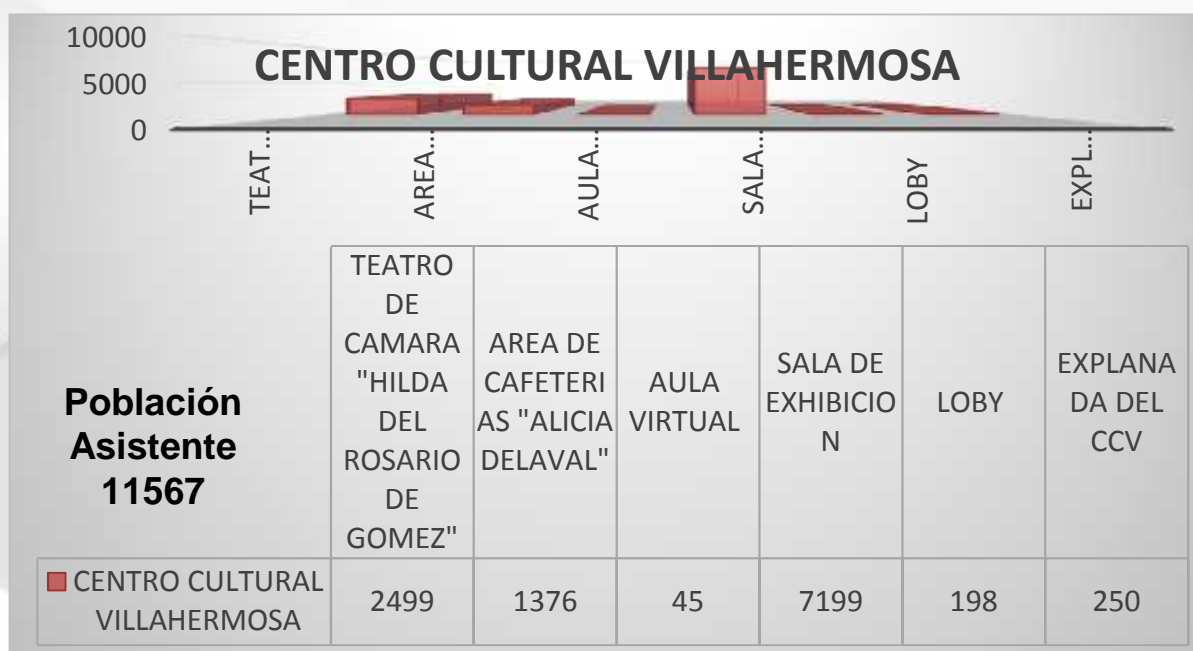 CENTRO CULTURAL VILLAHERMOSA
10000
5000
0
TEAT...
AREA...
AULA...
SALA...
LOBY
EXPL...
Población
Asistente
11567
TEATRO
DE
CAMARA
"HILDA
DEL
ROSARIO
DE
GOMEZ"
AREA DE
CAFETERI
AS "ALICIA
DELAVAL"
AULA
VIRTUAL
SALA DE
EXHIBICIO
N
LOBY
EXPLANA
DA DEL
CCV
CENTRO CULTURAL
VILLAHERMOSA
2499
1376
45
7199
198
250